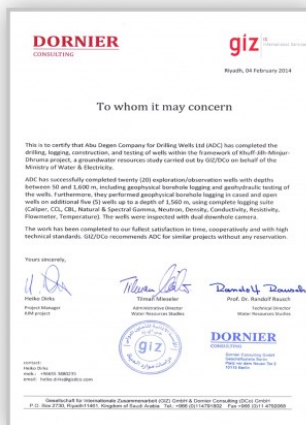 DORNIER
CONSULTING
giz
International Services
Riyadh, 04 February 2014
To whom it may concern
This is to certify that Abu Degen Company for Drilling Wells Ltd (ADC) has completed the
drilling, logging, construction, and testing of wells within the framework of Khuff-Jilh-Minjur-
Dhruma project, a groundwater resources study carried out by GIZ/DCo on behalf of the
Ministry of Water & Electricity.
ADC has successfully completed twenty (20) exploration/observation wells with depths
between 50 and 1,600 m, including geophysical borehole logging and geohydraulic testing of
the wells. Furthermore, they performed geophysical borehole logging in cased and open
wells on additional five (5) wells up to a depth of 1,560 m, using complete logging suite
(Caliper, CCL, CBL, Natural & Spectral Gamma, Neutron, Density, Conductivity, Resistivity,
Flowmeter, Temperature). The wells were inspected with dual downhole camera.
The work has been completed to our fullest satisfaction in time, cooperatively and with high
technical standards. GIZ/DCo recommends ADC for similar projects without any reservation.
Yours sincerely,
Randolf Rausch
Heiko Dirks
Tilman Mieseler
Prof. Dr. Randolf Rausch
Project Manager
KJM project
Administrative Director
Water Resources Studies
Technical Director
Water Resources Studies
giz
DORNIER
CONSULTING
Dornier Consulting GmbH
contact:
Heiko Dirks
Gesellschaft für Internationale Zusammenarbeit (GIZ) GmbH & Dornier Consulting (DCo) GmbH
P.O. Box 2730, Riyadh11461, Kingdom of Saudi Arabia